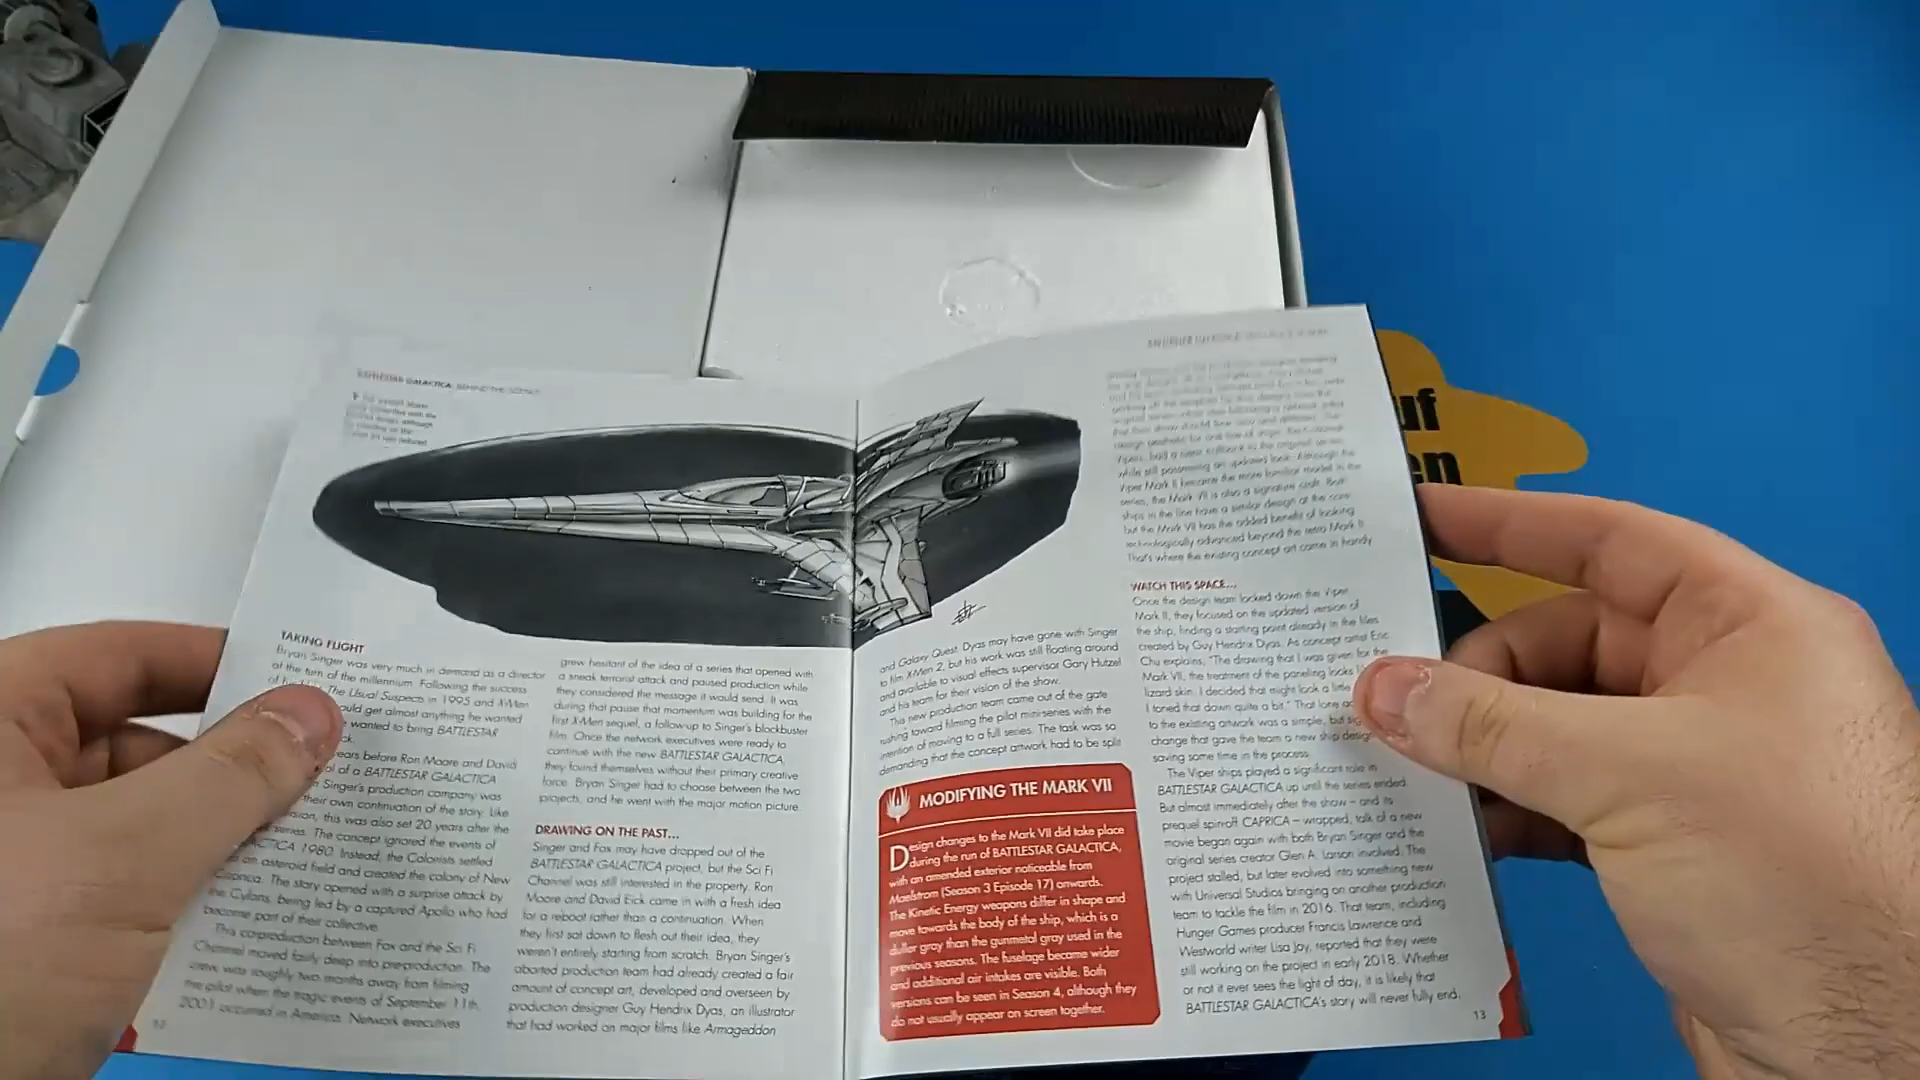 BATTLESTAR GALACTICA: BEHIND THE SCENES
TAKING FLIGHT
Bryan Singer was very much in demand as a director
at the turn of the millennium. Following the success
of The Usual Suspects in 1995 and X-Men
could get almost anything he wanted
wanted to bring BATTLESTAR
years before Ron Moore and David
of a BATTLESTAR GALACTICA
Singer's production company was
their own continuation of the story. Like
this was also set 20 years after the
series. The concept ignored the events of
1980. Instead, the Colonists settled
an asteroid field and created the colony of New
Caprica. The story opened with a surprise attack by
the Cylons, being led by a captured Apollo who had
become part of their collective.
This co-production between Fox and the Sci Fi
Channel moved fairly deep into pre-production. The
crew was roughly two months away from filming
the pilot when the tragic events of September 11th,
2001 occurred in America. Network executives
grew hesitant of the idea of a series that opened with
a sneak terrorist attack and paused production while
they considered the message it would send. It was
during that pause that momentum was building for the
first X-Men sequel, a follow-up to Singer's blockbuster
film. Once the network executives were ready to
continue with the new BATTLESTAR GALACTICA,
they found themselves without their primary creative
force. Bryan Singer had to choose between the two
projects, and he went with the major motion picture.
DRAWING ON THE PAST...
Singer and Fox may have dropped out of the
BATTLESTAR GALACTICA project, but the Sci Fi
Channel was still interested in the property. Ron
Moore and David Eick came in with a fresh idea
for a reboot rather than a continuation. When
they first sat down to flesh out their idea, they
weren't entirely starting from scratch. Bryan Singer's
aborted production team had already created a fair
amount of concept art, developed and overseen by
production designer Guy Hendrix Dyas, an illustrator
that had worked on major films like Armageddon
12
and Galaxy Quest. Dyas may have gone with Singer
to film X-Men 2, but his work was still floating around
and available to visual effects supervisor Gary Hutzel
and his team for their vision of the show.
This new production team came out of the gate
rushing toward filming the pilot mini-series with the
intention of moving to a full series. The task was so
demanding that the concept artwork had to be split
MODIFYING THE MARK VII
Design changes to the Mark VII did take place
during the run of BATTLESTAR GALACTICA,
with an amended exterior noticeable from
Maelstrom (Season 3 Episode 17) onwards.
The Kinetic Energy weapons differ in shape and
move towards the body of the ship, which is a
duller gray than the gunmetal gray used in the
previous seasons. The fuselage became wider
and additional air intakes are visible. Both
versions can be seen in Season 4, although they
do not usually appear on screen together.
Vipers, had a clear callback to the original series
while still possessing an updated look. Although the
Viper Mark II became the more familiar model in the
series, the Mark VII is also a signature craft. Both
ships in the line have a similar design at the core
but the Mark VII has the added benefit of looking
technologically advanced beyond the retro Mark II.
That's where the existing concept art came in handy.
WATCH THIS SPACE...
Once the design team locked down the Viper
Mark II, they focused on the updated version of
the ship, finding a starting point already in the files
created by Guy Hendrix Dyas. As concept artist Eric
Chu explains, "The drawing that I was given for the
Mark VII, the treatment of the paneling looks
lizard skin. I decided that might look a little
I toned that down quite a bit." That
to the existing artwork was a simple, but
change that gave the team a new ship design
saving some time in the process.
The Viper ships played a significant role in
BATTLESTAR GALACTICA up until the series ended.
But almost immediately after the show – and its
prequel spin-off CAPRICA – wrapped, talk of a new
movie began again with both Bryan Singer and the
original series creator Glen A. Larson involved. The
project stalled, but later evolved into something new
with Universal Studios bringing on another production
team to tackle the film in 2016. That team, including
Hunger Games producer Francis Lawrence and
Westworld writer Lisa Joy, reported that they were
still working on the project in early 2018. Whether
or not it ever sees the light of day, it is likely that
BATTLESTAR GALACTICA's story will never fully end.
13
uf
en